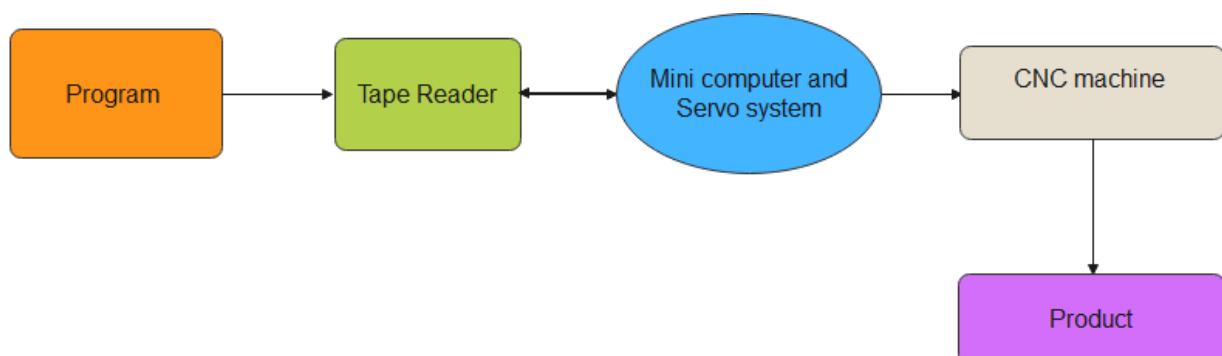 Program
Tape Reader
Mini computer and
Servo system
CNC machine
Product